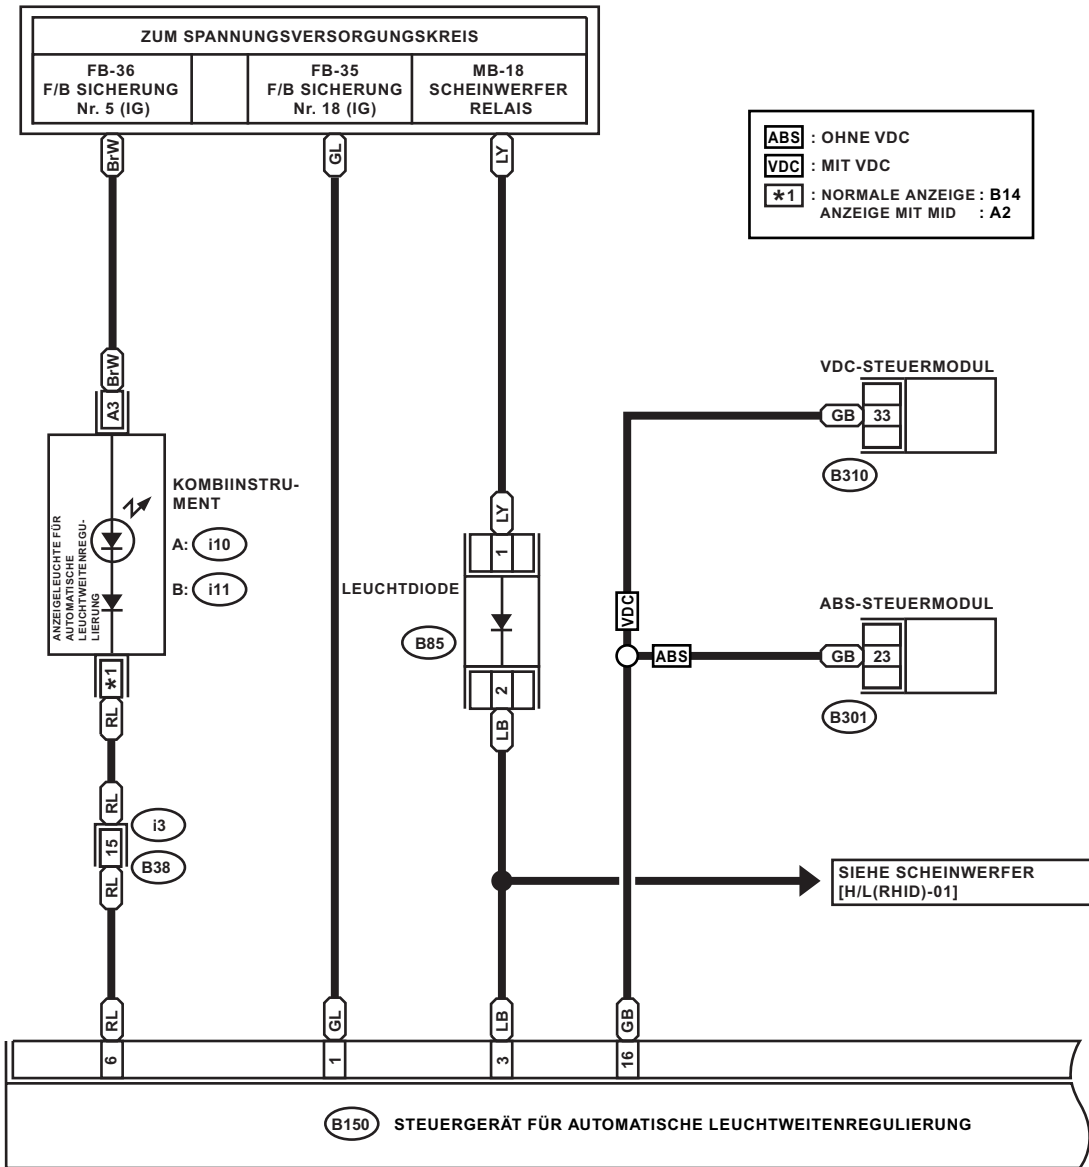 ZUM SPANNUNGSVERSORGUNGSKREIS
FB-36
F/B SICHERUNG
Nr. 5 (IG)
FB-35
F/B SICHERUNG
Nr. 18 (IG)
MB-18
SCHEINWERFER
RELAIS
BrW
GL
LY
ABS : OHNE VDC
VDC : MIT VDC
*1 : NORMALE ANZEIGE : B14
ANZEIGE MIT MID : A2
BrW
A3
ANZEIGELEUCHTE FÜR
AUTOMATISCHE
LEUCHTWEITENREGU-
LIERUNG
KOMBIINSTRU-
MENT
A: i10
B: i11
*1
RL
RL
15
i3
B38
RL
RL
6
GL
1
LY
1
LEUCHTDIODE
B85
2
LB
LB
3
VDC-STEUERMODUL
GB 33
B310
VDC
ABS
ABS-STEUERMODUL
GB 23
B301
SIEHE SCHEINWERFER
[H/L(RHID)-01]
GB
16
B150 STEUERGERÄT FÜR AUTOMATISCHE LEUCHTWEITENREGULIERUNG